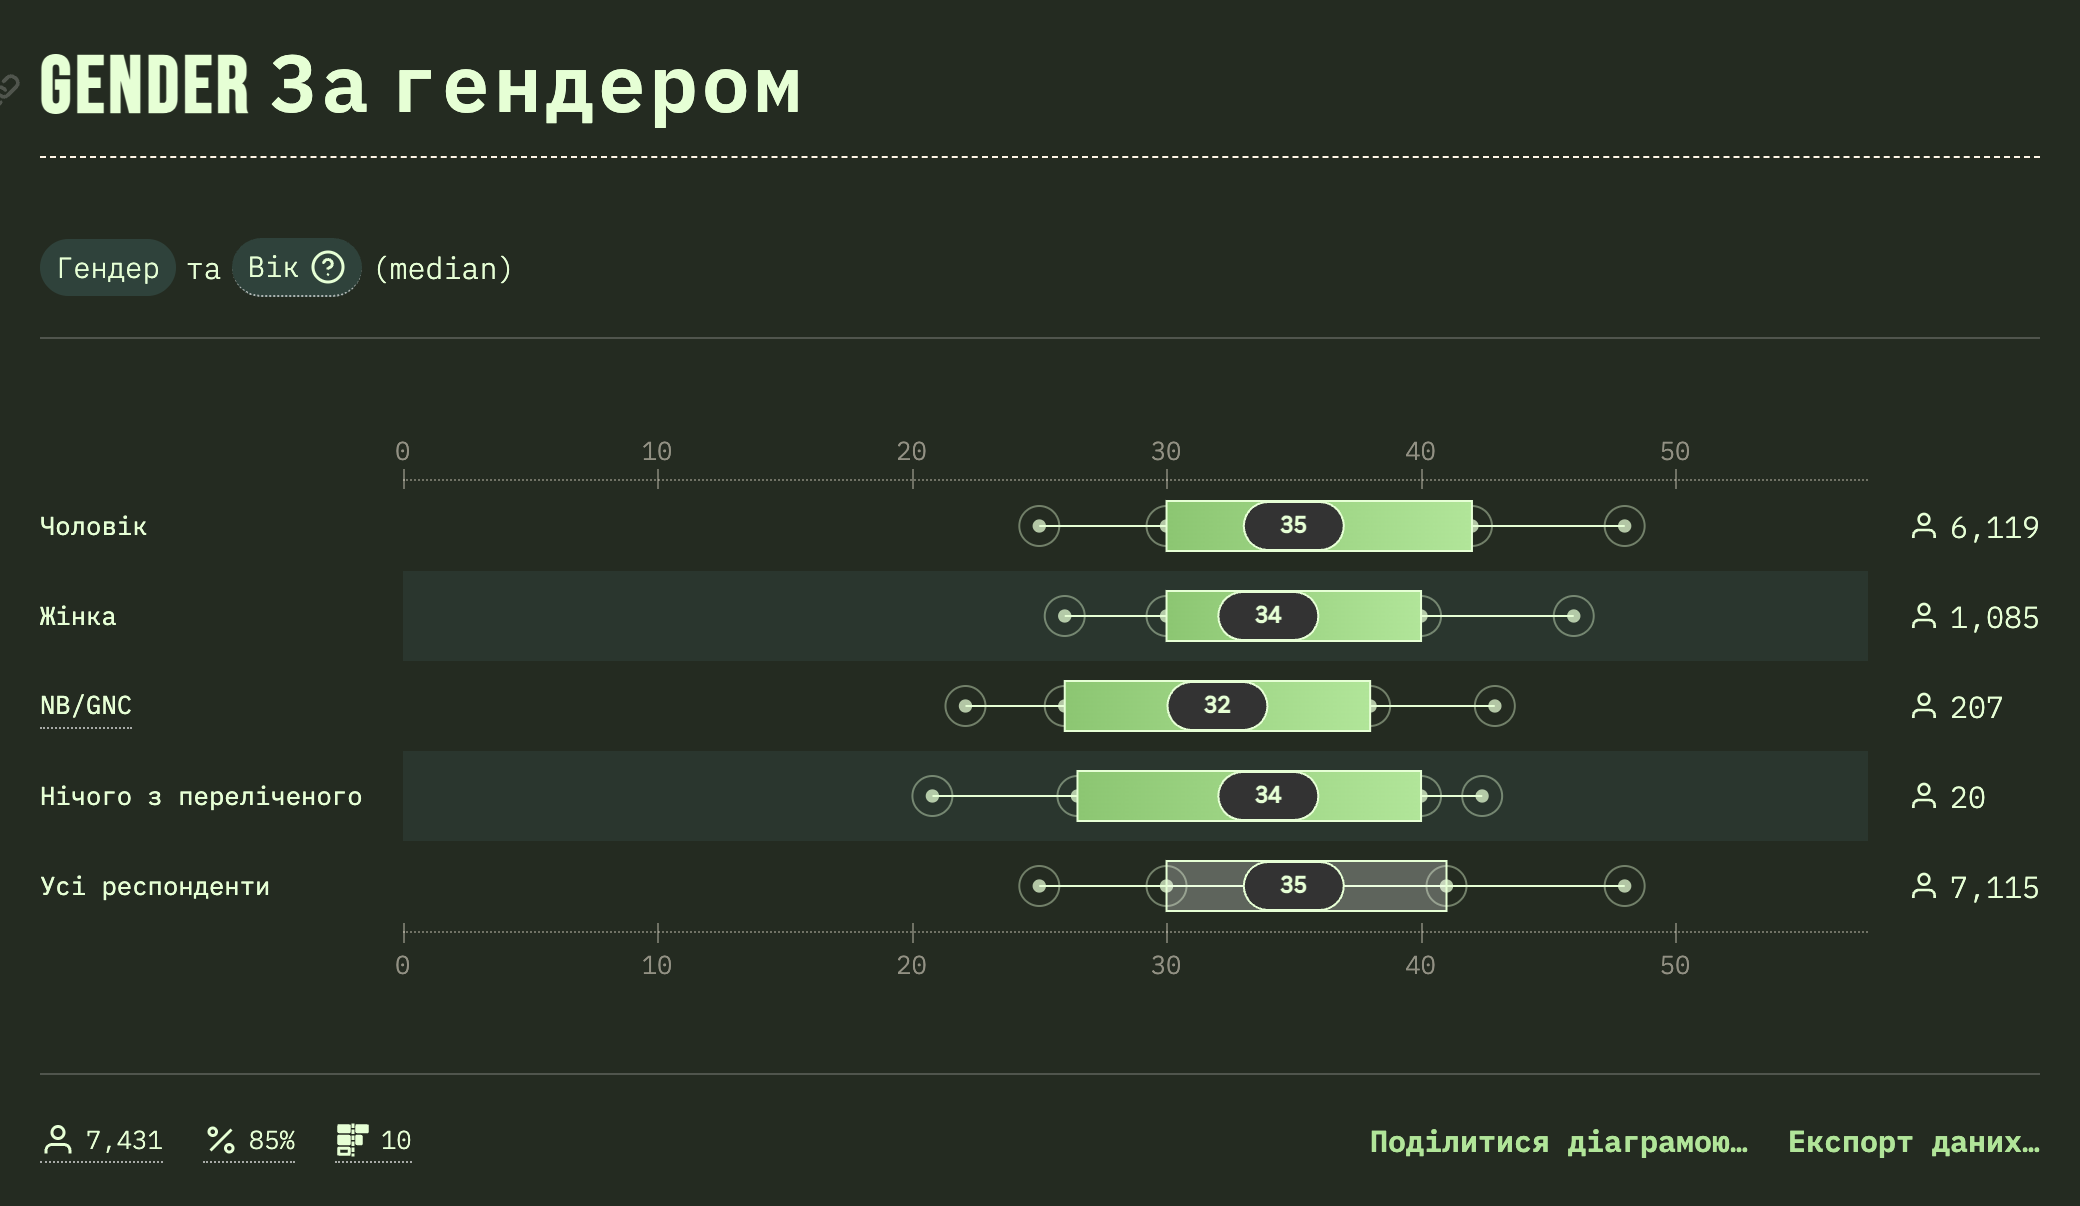 GENDER За гендером
Гендер та Вік (median)
0 10 20 30 40 50
Чоловік 35 6,119
Жінка 34 1,085
NB/GNC 32 207
Нічого з переліченого 34 20
Усі респонденти 35 7,115
0 10 20 30 40 50
7,431 85% 10 Поділитися діаграмою… Експорт даних…